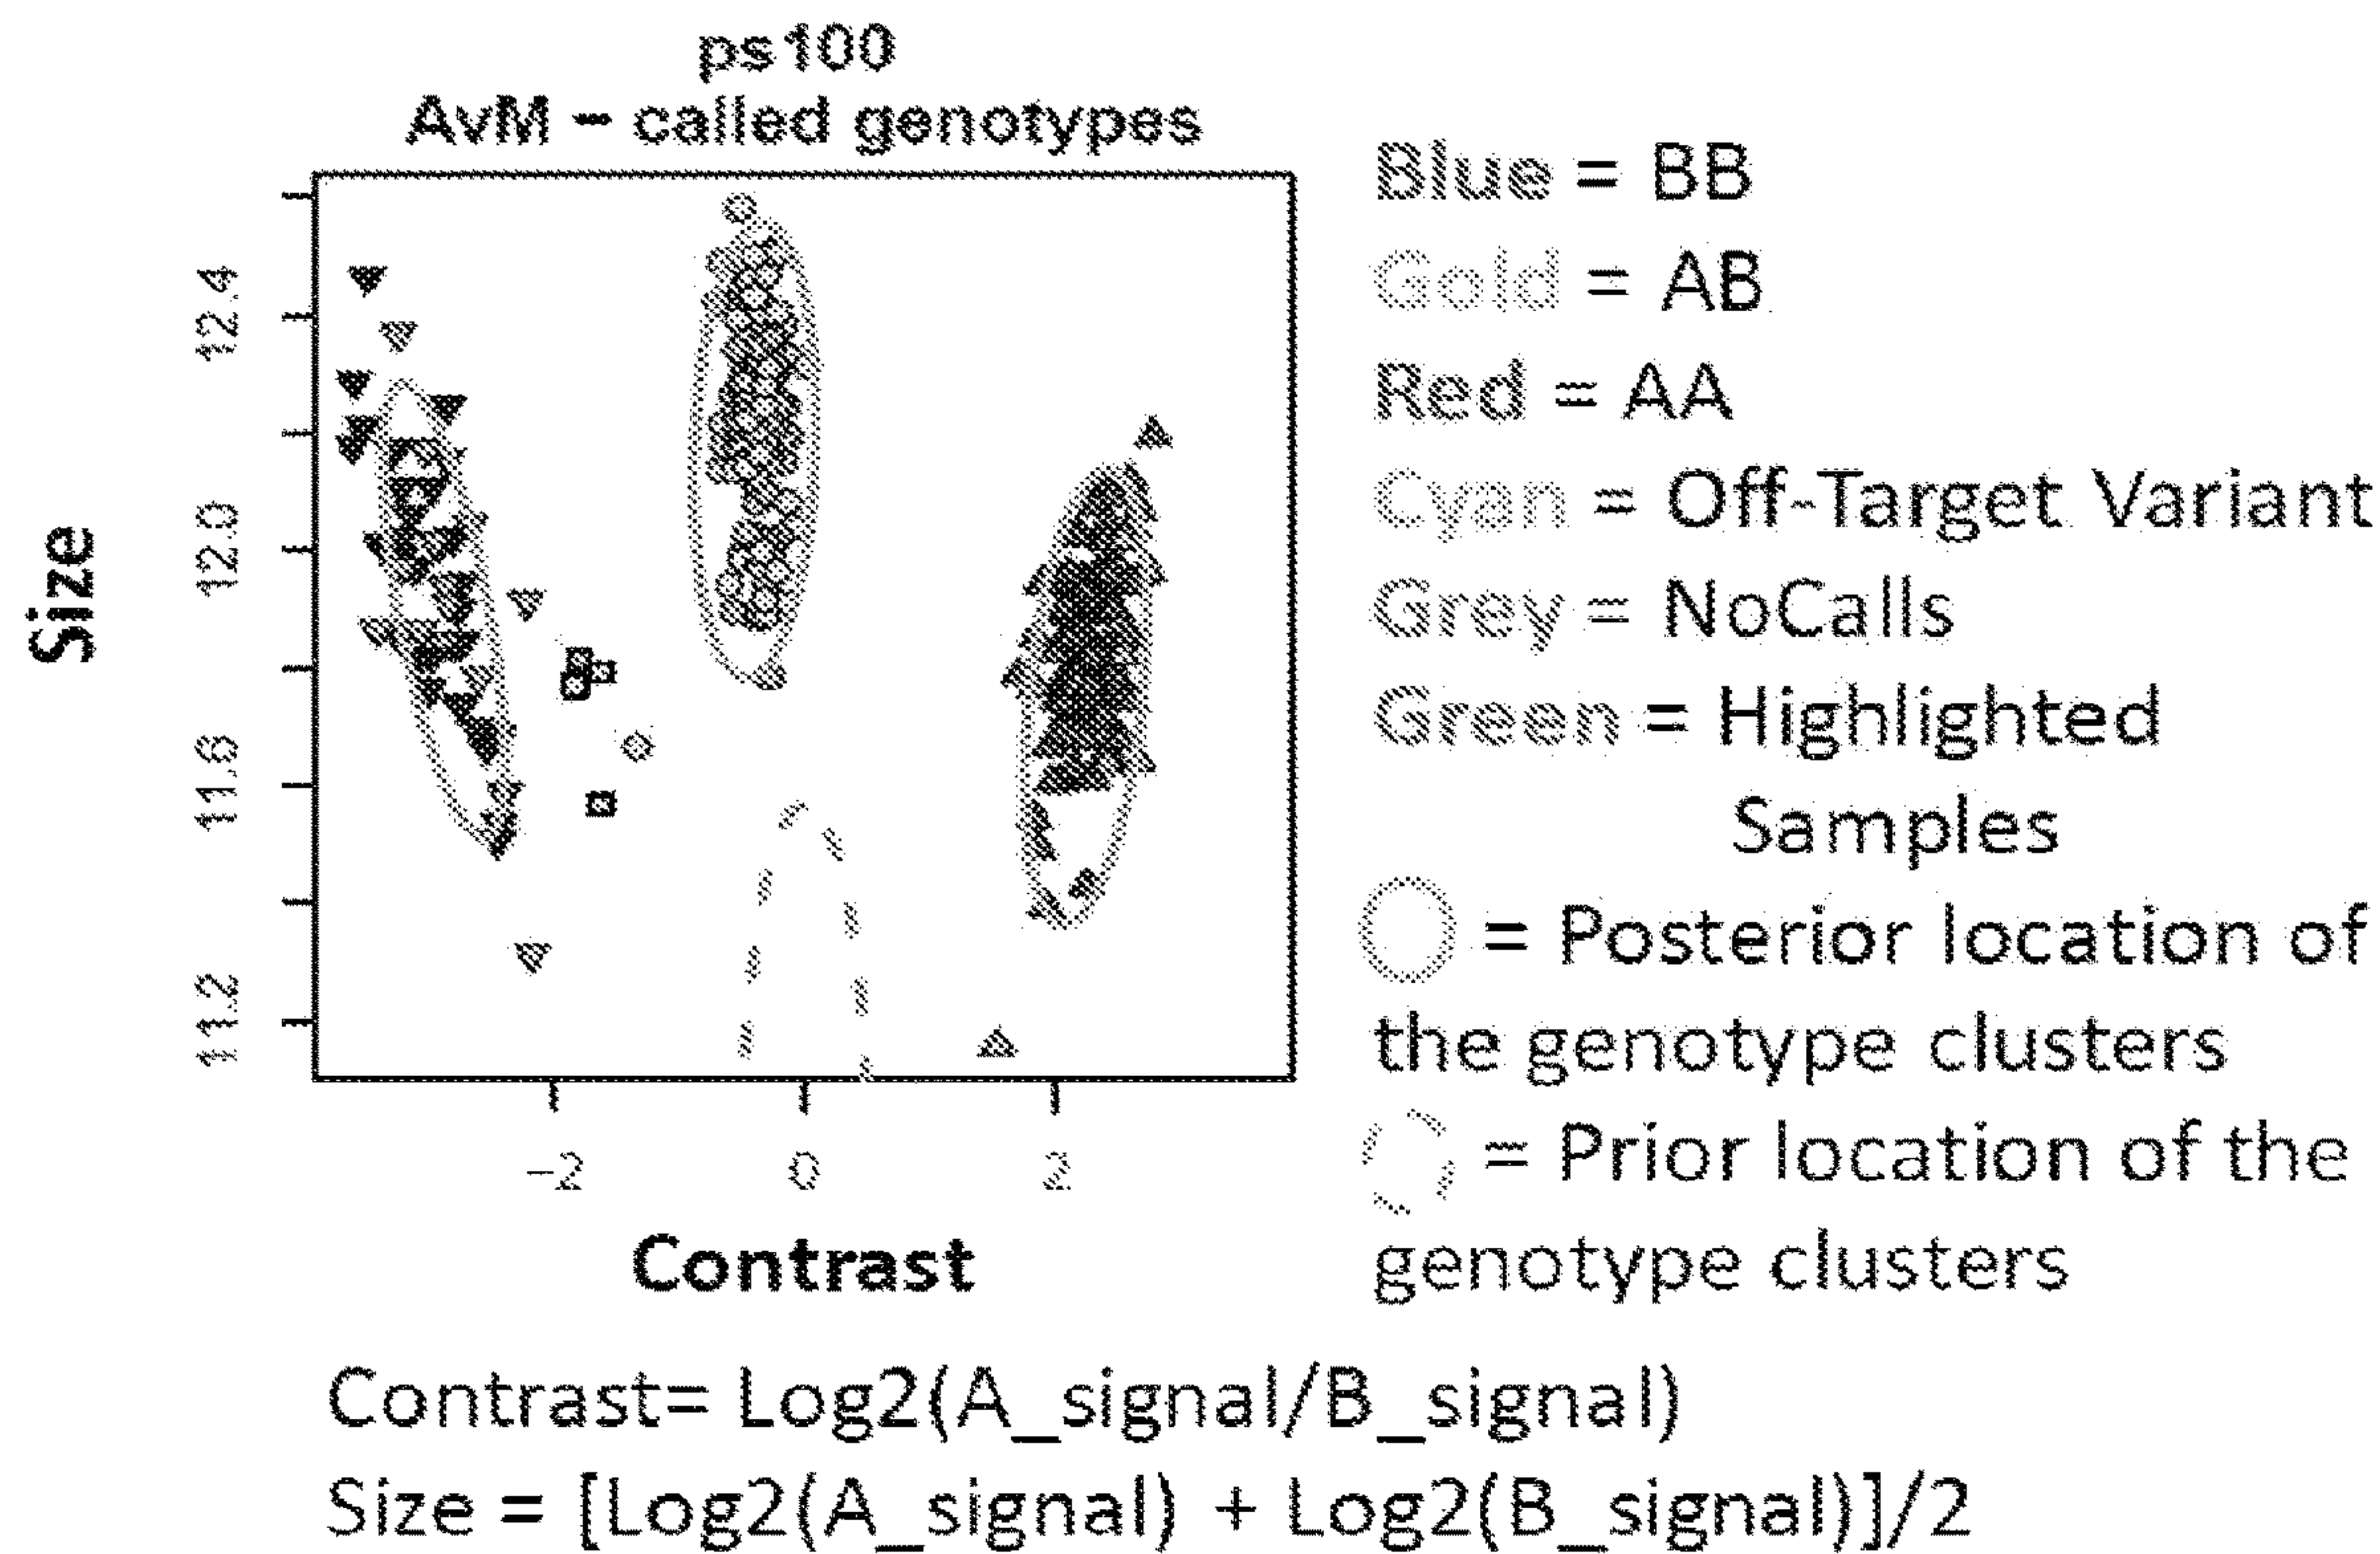 ps100
AvM – called genotypes
Size
12.4
12.0
11.6
11.2
-2
0
2
Contrast
Blue = BB
Gold = AB
Red = AA
Cyan = Off-Target Variant
Grey = NoCalls
Green = Highlighted
Samples
= Posterior location of
the genotype clusters
= Prior location of the
genotype clusters
Contrast= Log2(A_signal/B_signal)
Size = [Log2(A_signal) + Log2(B_signal)]/2